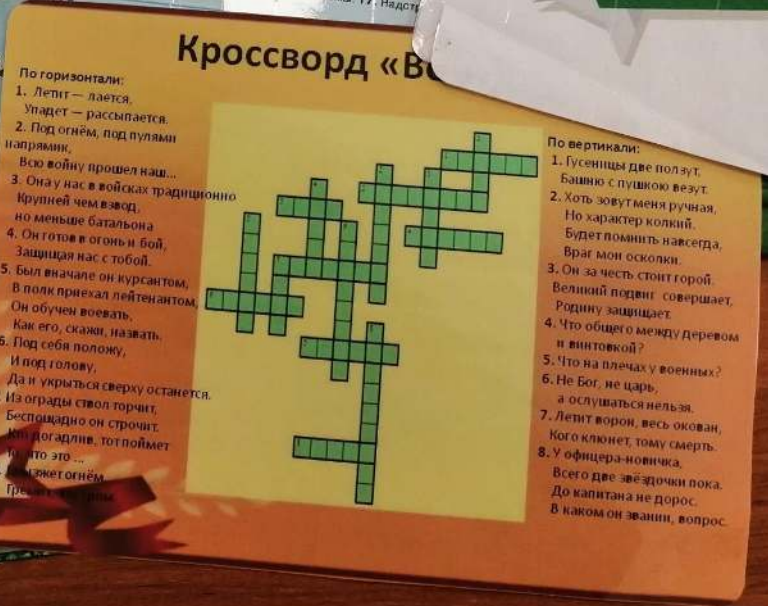 Надстр
Кроссворд «Во
По горизонтали:
1. Летит — лается,
Упадет — рассыпается.
2. Под огнём, под пулями
напрямик,
Всю войну прошел наш...
3. Она у нас в войсках традиционно
Крупней чем взвод,
но меньше батальона
4. Он готов в огонь и бой,
Защищая нас с тобой.
5. Был вначале он курсантом,
В полк приехал лейтенантом,
Он обучен воевать,
Как его, скажи, назвать.
6. Под себя положу,
И под голову,
Да и укрыться сверху останется.
Из ограды ствол торчит,
Беспощадно он строчит.
Кто догадлив, тот поймет
что это ...
огнём
По вертикали:
1. Гусеницы две ползут,
Башню с пушкою везут.
2. Хоть зовут меня ручная,
Но характер колкий.
Будет помнить навсегда,
Враг мои осколки.
3. Он за честь стоит горой.
Великий подвиг совершает,
Родину защищает.
4. Что общего между деревом
и винтовкой?
5. Что на плечах у военных?
6. Не Бог, не царь,
а ослушаться нельзя.
7. Летит ворон, весь окован,
Кого клюнет, тому смерть.
8. У офицера-новичка,
Всего две звёздочки пока.
До капитана не дорос.
В каком он звании, вопрос.